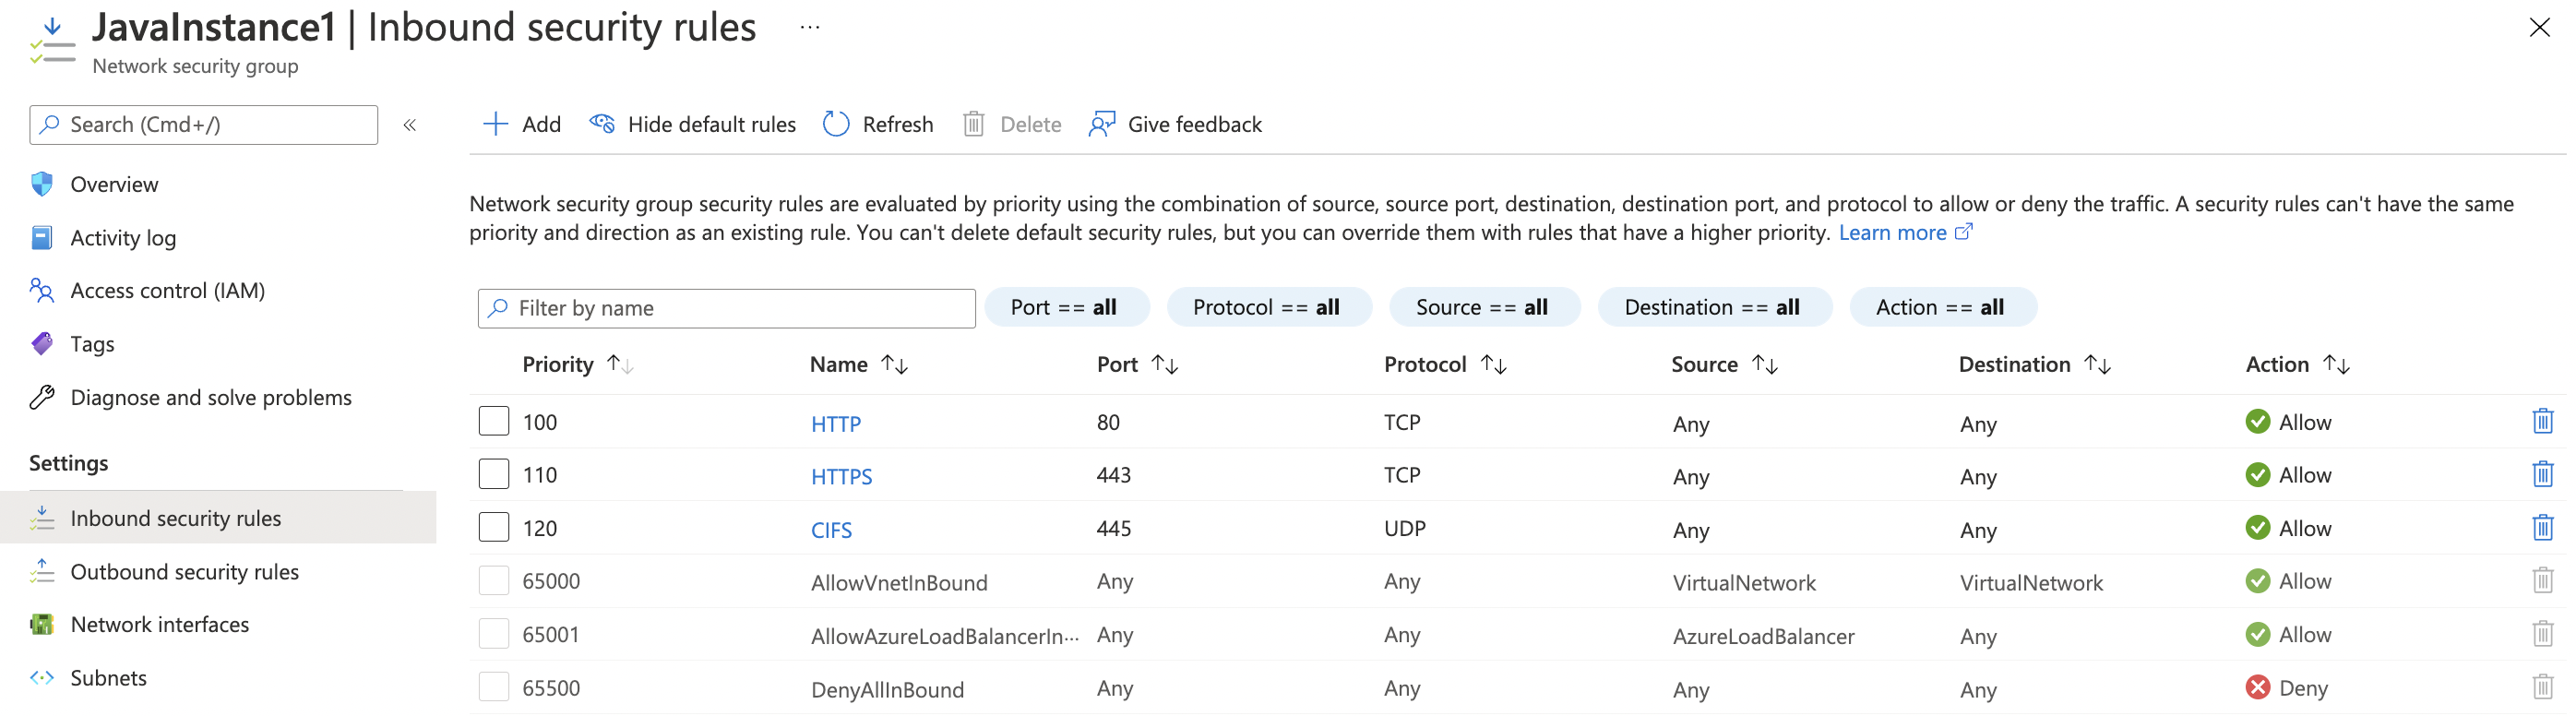 JavaInstance1 | Inbound security rules ...
Network security group
Search (Cmd+/) «
Add Hide default rules Refresh Delete Give feedback
Overview
Activity log
Access control (IAM)
Tags
Diagnose and solve problems
Settings
Inbound security rules
Outbound security rules
Network interfaces
Subnets
Network security group security rules are evaluated by priority using the combination of source, source port, destination, destination port, and protocol to allow or deny the traffic. A security rules can't have the same
priority and direction as an existing rule. You can't delete default security rules, but you can override them with rules that have a higher priority. Learn more
Filter by name Port == all Protocol == all Source == all Destination == all Action == all
Priority ↑↓ Name ↑↓ Port ↑↓ Protocol ↑↓ Source ↑↓ Destination ↑↓ Action ↑↓
100 HTTP 80 TCP Any Any Allow
110 HTTPS 443 TCP Any Any Allow
120 CIFS 445 UDP Any Any Allow
65000 AllowVnetInBound Any Any VirtualNetwork VirtualNetwork Allow
65001 AllowAzureLoadBalancerIn... Any Any AzureLoadBalancer Any Allow
65500 DenyAllInBound Any Any Any Any Deny